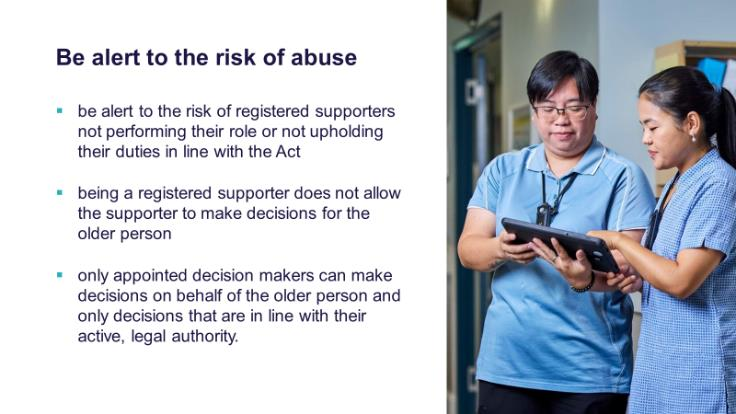 Be alert to the risk of abuse
▪ be alert to the risk of registered supporters
not performing their role or not upholding
their duties in line with the Act
▪ being a registered supporter does not allow
the supporter to make decisions for the
older person
▪ only appointed decision makers can make
decisions on behalf of the older person and
only decisions that are in line with their
active, legal authority.